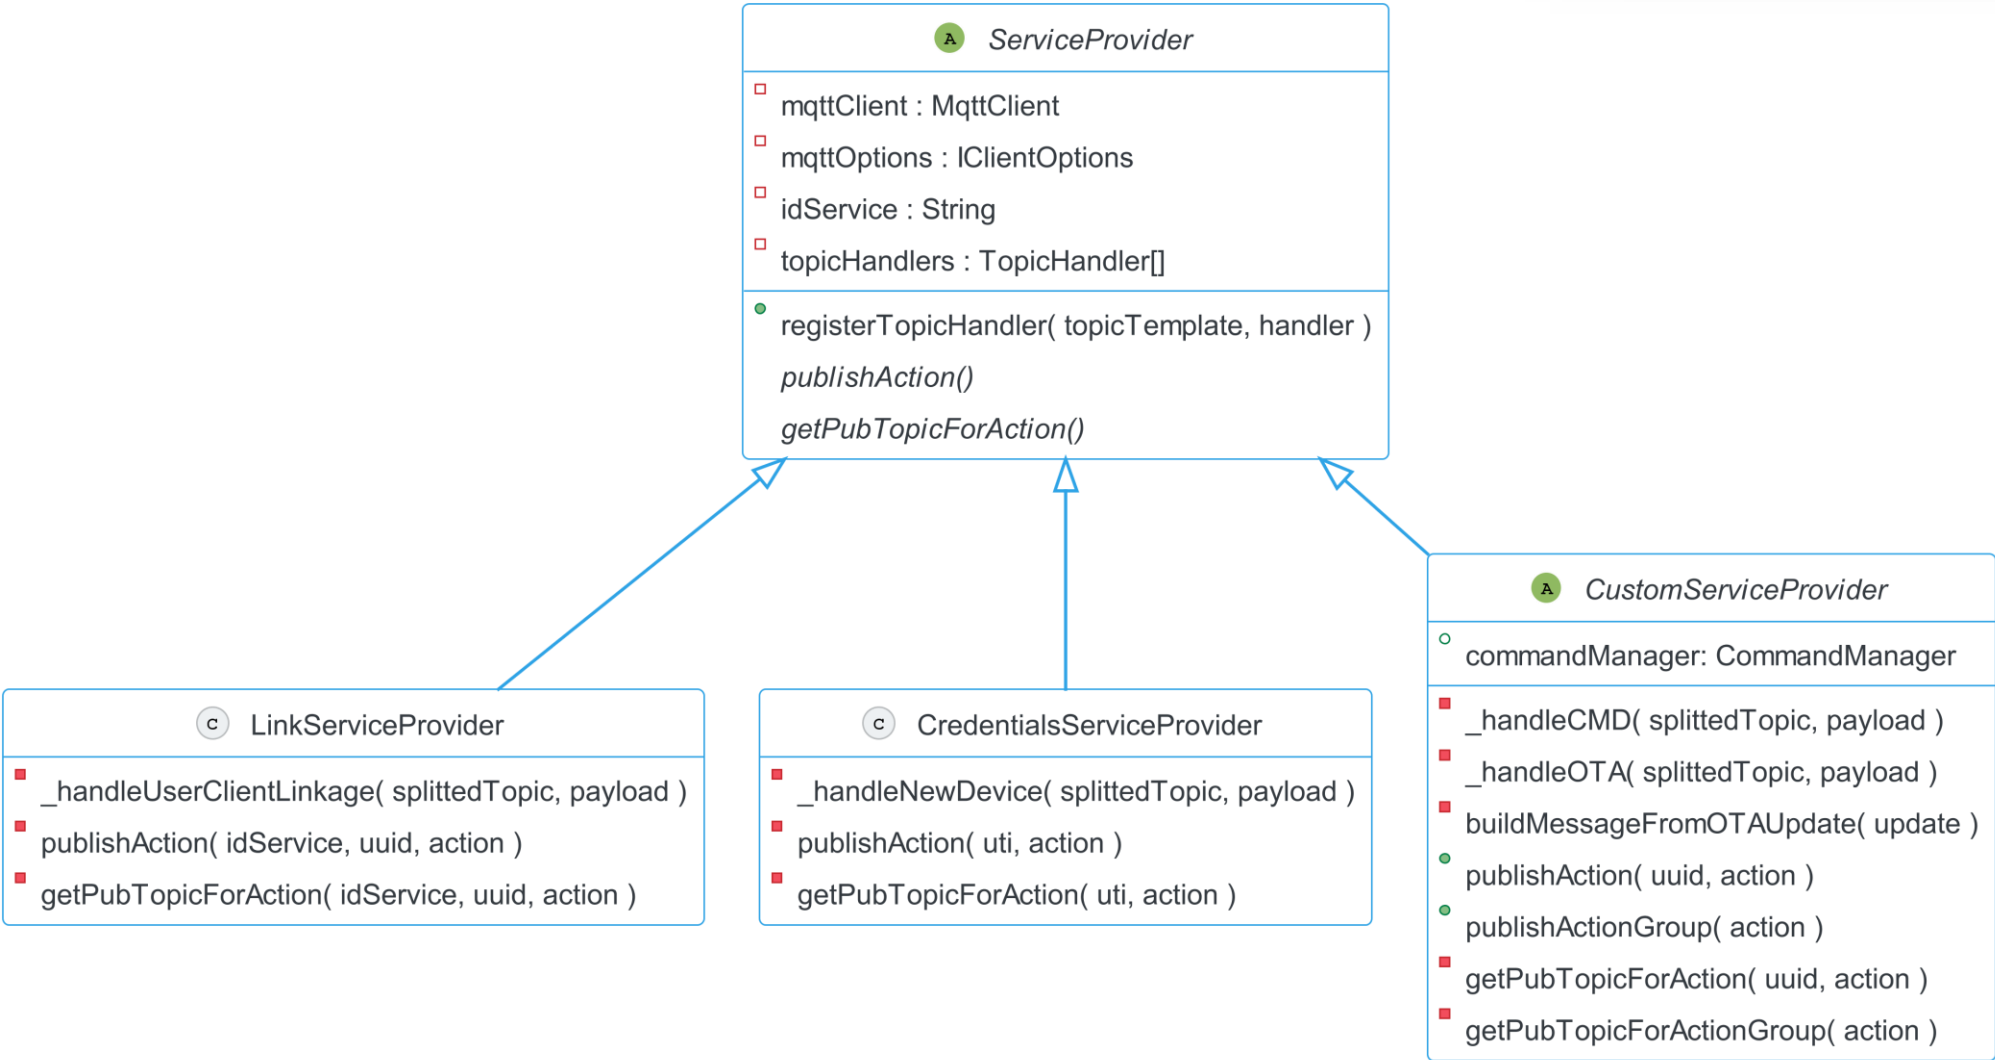 A ServiceProvider
mqttClient : MqttClient
mqttOptions : IClientOptions
idService : String
topicHandlers : TopicHandler[]
registerTopicHandler( topicTemplate, handler )
publishAction()
getPubTopicForAction()
C LinkServiceProvider
_handleUserClientLinkage( splittedTopic, payload )
publishAction( idService, uuid, action )
getPubTopicForAction( idService, uuid, action )
C CredentialsServiceProvider
_handleNewDevice( splittedTopic, payload )
publishAction( uti, action )
getPubTopicForAction( uti, action )
A CustomServiceProvider
commandManager: CommandManager
_handleCMD( splittedTopic, payload )
_handleOTA( splittedTopic, payload )
buildMessageFromOTAUpdate( update )
publishAction( uuid, action )
publishActionGroup( action )
getPubTopicForAction( uuid, action )
getPubTopicForActionGroup( action )